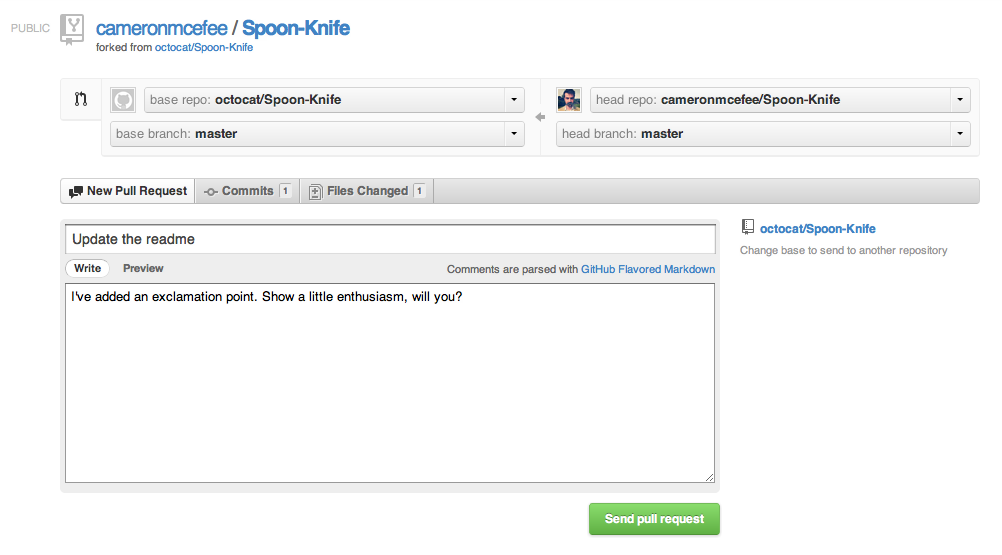 PUBLIC cameronmcefee / Spoon-Knife
forked from octocat/Spoon-Knife
base repo: octocat/Spoon-Knife
head repo: cameronmcefee/Spoon-Knife
base branch: master
head branch: master
New Pull Request Commits 1 Files Changed 1
Update the readme
Write Preview Comments are parsed with GitHub Flavored Markdown
I've added an exclamation point. Show a little enthusiasm, will you?
octocat/Spoon-Knife
Change base to send to another repository
Send pull request